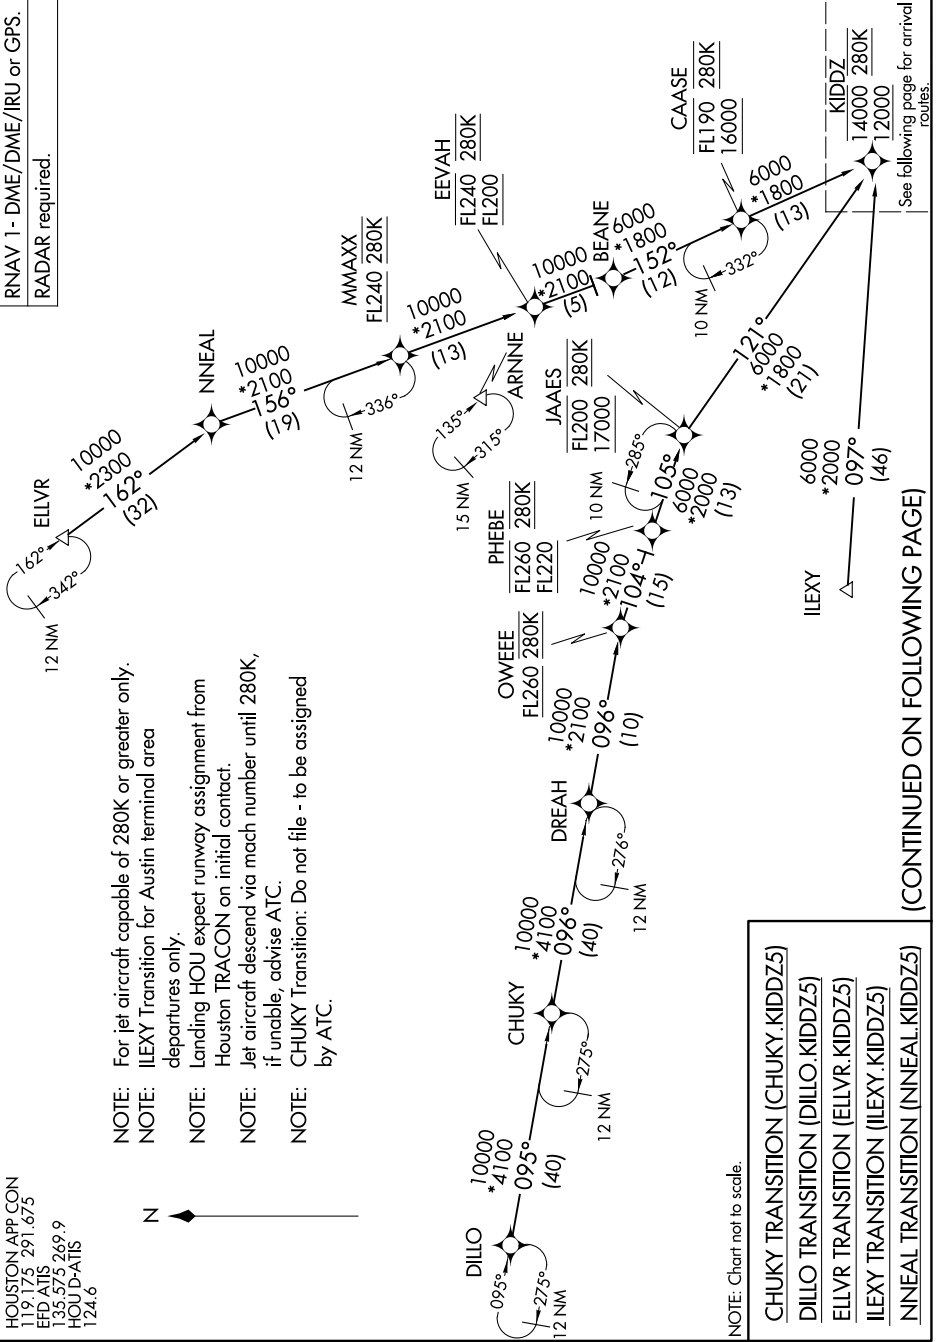 RNAV 1- DME/DME/IRU or GPS.
RADAR required.
HOUSTON APP CON
119.175 291.675
EFD ATIS
135.575 269.9
HOU D-ATIS
124.6
NOTE: For jet aircraft capable of 280K or greater only.
NOTE: ILEXY Transition for Austin terminal area
departures only.
NOTE: Landing HOU expect runway assignment from
Houston TRACON on initial contact.
NOTE: Jet aircraft descend via mach number until 280K,
if unable, advise ATC.
NOTE: CHUKY Transition: Do not file - to be assigned
by ATC.
N
ELLVR
162°
342°
12 NM
10000
*2300
162°
(32)
NNEAL
10000
*2100
156°
(19)
MMAXX
FL240 280K
336°
12 NM
10000
*2100
(13)
EEVAH
FL240 280K
FL200
ARNNE
135°
315°
15 NM
10000
*2100
(5)
BEANE
6000
*1800
152°
(12)
CAASE
FL190 280K
16000
332°
10 NM
6000
*1800
(13)
KIDDZ
14000 280K
12000
See following page for arrival
routes.
DILLO
095°
275°
12 NM
10000
*4100
095°
(40)
CHUKY
275°
12 NM
10000
*4100
096°
(40)
DREAH
276°
12 NM
10000
*2100
096°
(10)
OWEEE
FL260 280K
10000
*2100
104°
(15)
PHEBE
FL260 280K
FL220
105°
6000
*2000
(13)
JAAES
FL200 280K
17000
285°
10 NM
121°
6000
*1800
(21)
ILEXY
6000
*2000
097°
(46)
NOTE: Chart not to scale.
CHUKY TRANSITION (CHUKY.KIDDZ5)
DILLO TRANSITION (DILLO.KIDDZ5)
ELLVR TRANSITION (ELLVR.KIDDZ5)
ILEXY TRANSITION (ILEXY.KIDDZ5)
NNEAL TRANSITION (NNEAL.KIDDZ5)
(CONTINUED ON FOLLOWING PAGE)